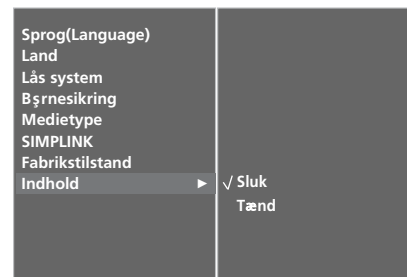 Sprog(Language)
Land
Lås system
Bşrnesikring
Medietype
SIMPLINK
Fabrikstilstand
Indhold ► √ Sluk
Tænd